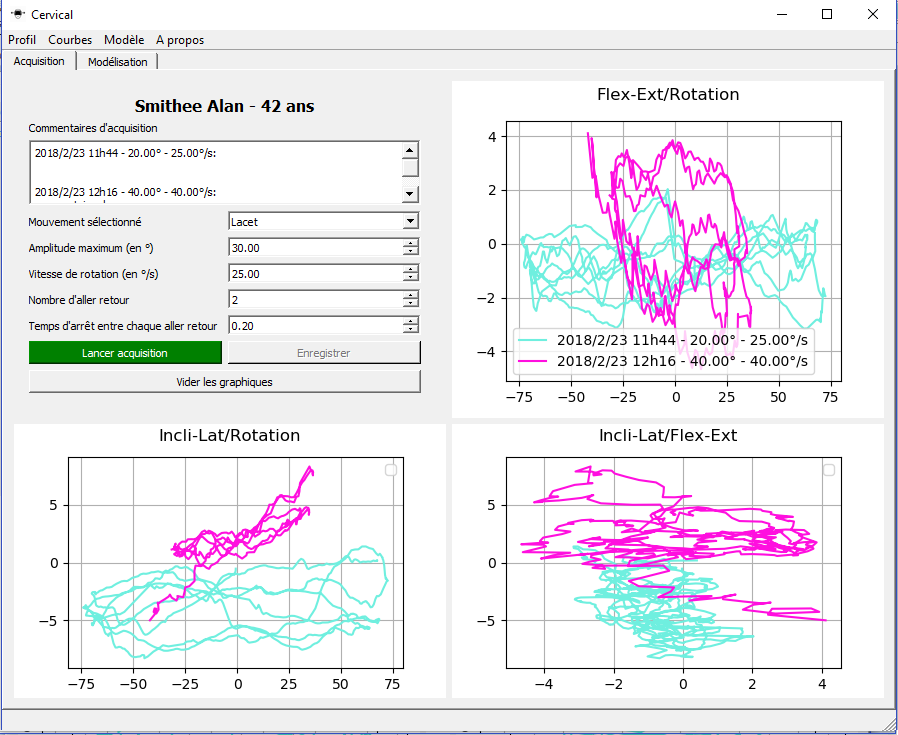 Cervical
Profil Courbes Modèle A propos
Acquisition Modélisation
Smithee Alan - 42 ans
Commentaires d'acquisition
2018/2/23 11h44 - 20.00° - 25.00°/s:
2018/2/23 12h16 - 40.00° - 40.00°/s:
Mouvement sélectionné Lacet
Amplitude maximum (en °) 30.00
Vitesse de rotation (en °/s) 25.00
Nombre d'aller retour 2
Temps d'arrêt entre chaque aller retour 0.20
Lancer acquisition Enregistrer
Vider les graphiques
Flex-Ext/Rotation
4
2
0
−2
−4
2018/2/23 11h44 - 20.00° - 25.00°/s
2018/2/23 12h16 - 40.00° - 40.00°/s
−75 −50 −25 0 25 50 75
Incli-Lat/Rotation
5
0
−5
−75 −50 −25 0 25 50 75
Incli-Lat/Flex-Ext
5
0
−5
−4 −2 0 2 4